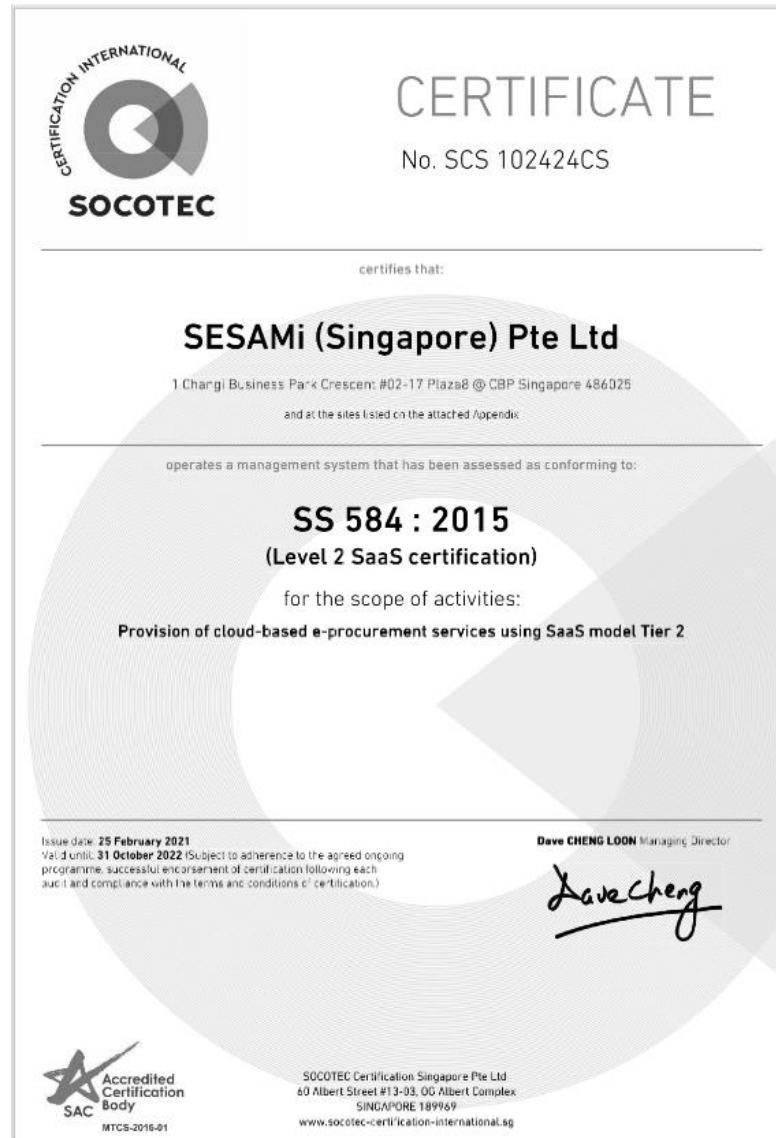 CERTIFICATION INTERNATIONAL
SOCOTEC
CERTIFICATE
No. SCS 102424CS
certifies that:
SESAMi (Singapore) Pte Ltd
1 Changi Business Park Crescent #02-17 Plaza8 @ CBP Singapore 486025
and at the sites listed on the attached Appendix
operates a management system that has been assessed as conforming to:
SS 584 : 2015
(Level 2 SaaS certification)
for the scope of activities:
Provision of cloud-based e-procurement services using SaaS model Tier 2
Issue date: 25 February 2021
Valid until: 31 October 2022 (Subject to adherence to the agreed ongoing
programme, successful endorsement of certification following each
audit and compliance with the terms and conditions of certification.)
Dave CHENG LOON Managing Director
Dave Cheng
SAC
Accredited
Certification
Body
MTCS-2016-01
SOCOTEC Certification Singapore Pte Ltd
60 Albert Street #13-03, OG Albert Complex
SINGAPORE 189969
www.socotec-certification-international.sg